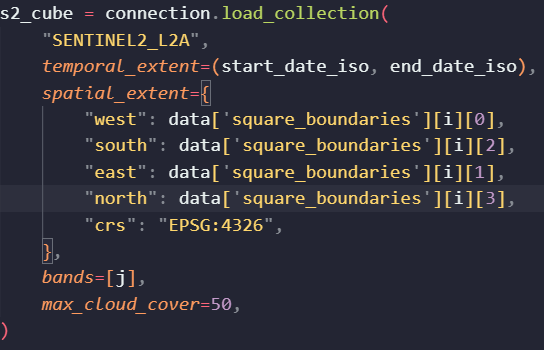 s2_cube = connection.load_collection(
    "SENTINEL2_L2A",
    temporal_extent=(start_date_iso, end_date_iso),
    spatial_extent={
        "west": data['square_boundaries'][i][0],
        "south": data['square_boundaries'][i][2],
        "east": data['square_boundaries'][i][1],
        "north": data['square_boundaries'][i][3],
        "crs": "EPSG:4326",
    },
    bands=[j],
    max_cloud_cover=50,
)